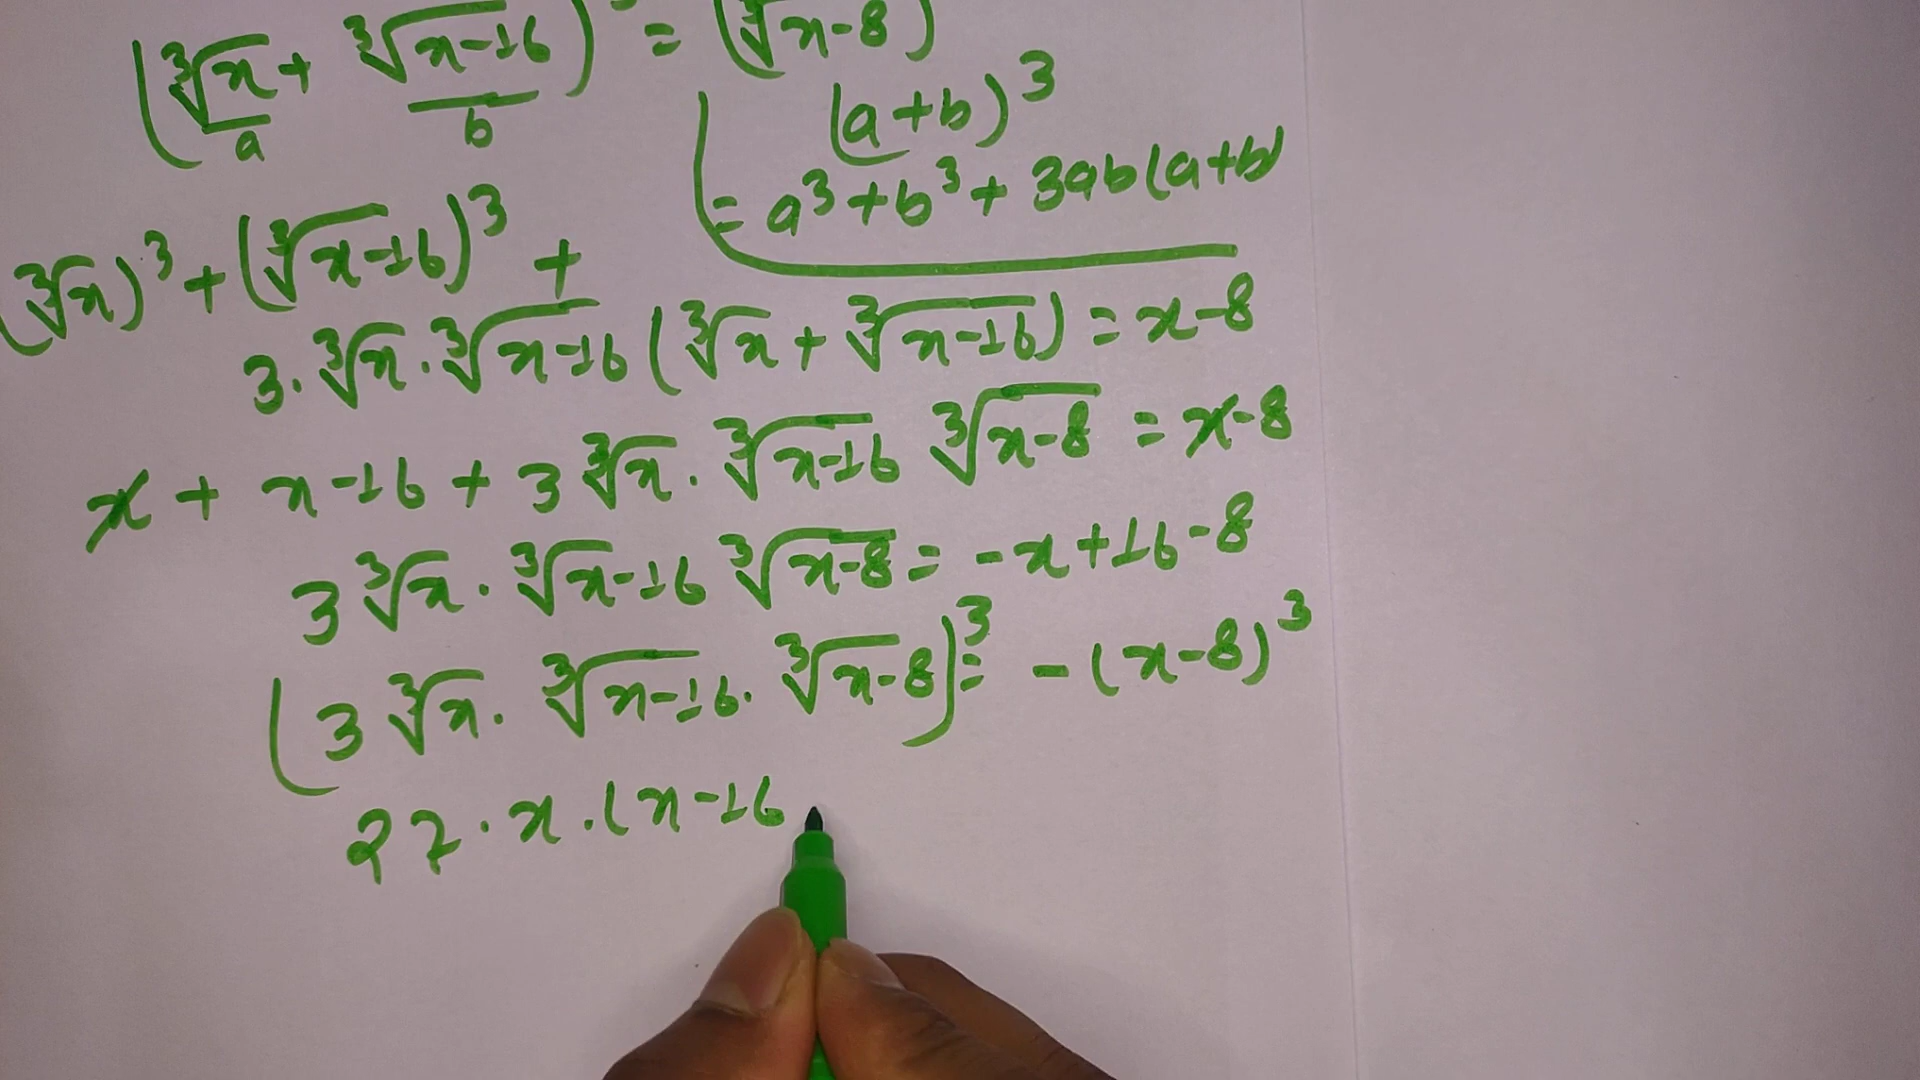 (∛x + ∛x-16)³ = (∛x-8)
a b
(a+b)³
= a³+b³+ 3ab(a+b)
(∛x)³ + (∛x-16)³ +
3.∛x.∛x-16 (∛x + ∛x-16) = x-8
x + x-16 + 3∛x.∛x-16 ∛x-8 = x-8
3∛x.∛x-16 ∛x-8 = -x+16-8
(3∛x.∛x-16.∛x-8)³ = -(x-8)³
27.x.(x-16